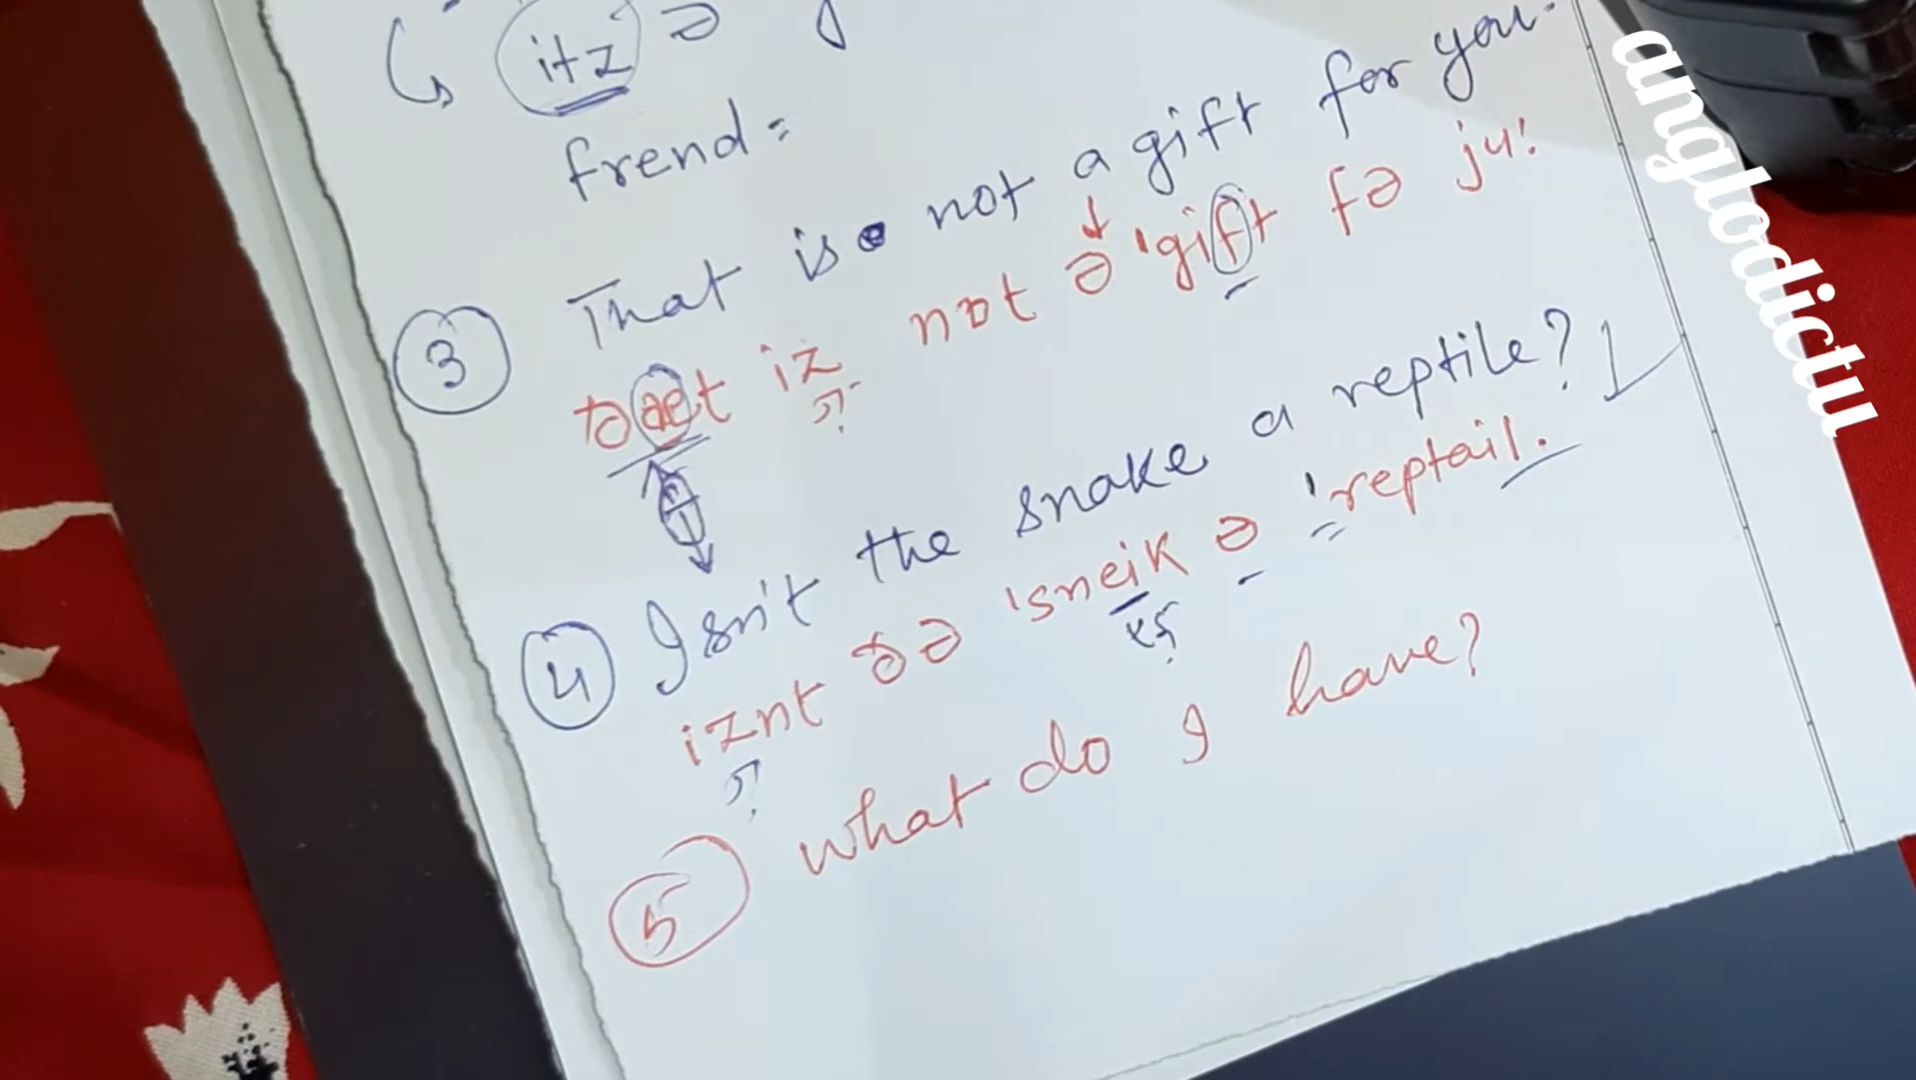 itz ə
frend =
③ That is not a gift for you.
ðæt iz nɒt ə 'gift fə ju:
④ Isn't the snake a reptile?
iznt ðə 'sneik ə 'reptail.
⑤ What do I have?
anglodictu